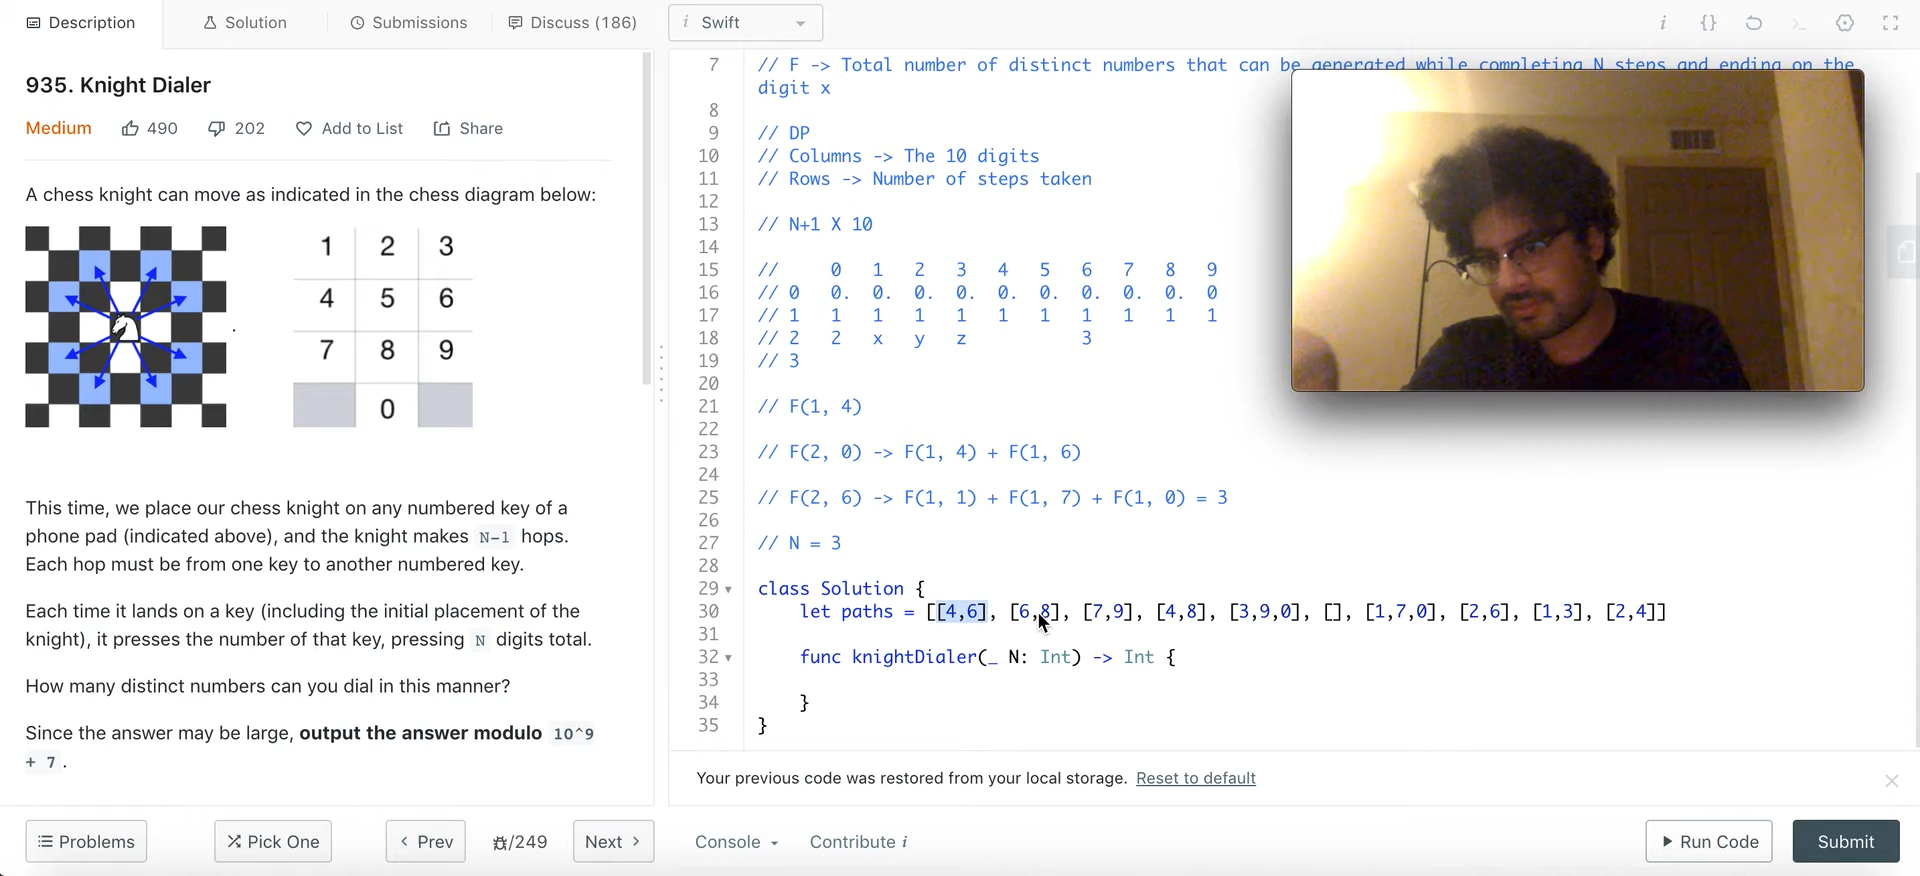 Description
Solution
Submissions
Discuss (186)
i Swift
i {}
935. Knight Dialer
Medium 490 202 Add to List Share
A chess knight can move as indicated in the chess diagram below:
1 2 3
4 5 6
7 8 9
0
.
This time, we place our chess knight on any numbered key of a
phone pad (indicated above), and the knight makes N-1 hops.
Each hop must be from one key to another numbered key.
Each time it lands on a key (including the initial placement of the
knight), it presses the number of that key, pressing N digits total.
How many distinct numbers can you dial in this manner?
Since the answer may be large, output the answer modulo 10^9
+ 7 .
7 // F -> Total number of distinct numbers that can be generated while completing N steps and ending on the
digit x
8
9 // DP
10 // Columns -> The 10 digits
11 // Rows -> Number of steps taken
12
13 // N+1 X 10
14
15 // 0 1 2 3 4 5 6 7 8 9
16 // 0 0. 0. 0. 0. 0. 0. 0. 0. 0. 0
17 // 1 1 1 1 1 1 1 1 1 1 1
18 // 2 2 x y z 3
19 // 3
20
21 // F(1, 4)
22
23 // F(2, 0) -> F(1, 4) + F(1, 6)
24
25 // F(2, 6) -> F(1, 1) + F(1, 7) + F(1, 0) = 3
26
27 // N = 3
28
29 class Solution {
30 let paths = [[4,6], [6,8], [7,9], [4,8], [3,9,0], [], [1,7,0], [2,6], [1,3], [2,4]]
31
32 func knightDialer(_ N: Int) -> Int {
33
34 }
35 }
Your previous code was restored from your local storage. Reset to default
Problems
Pick One
Prev
/249
Next
Console
Contribute i
Run Code
Submit